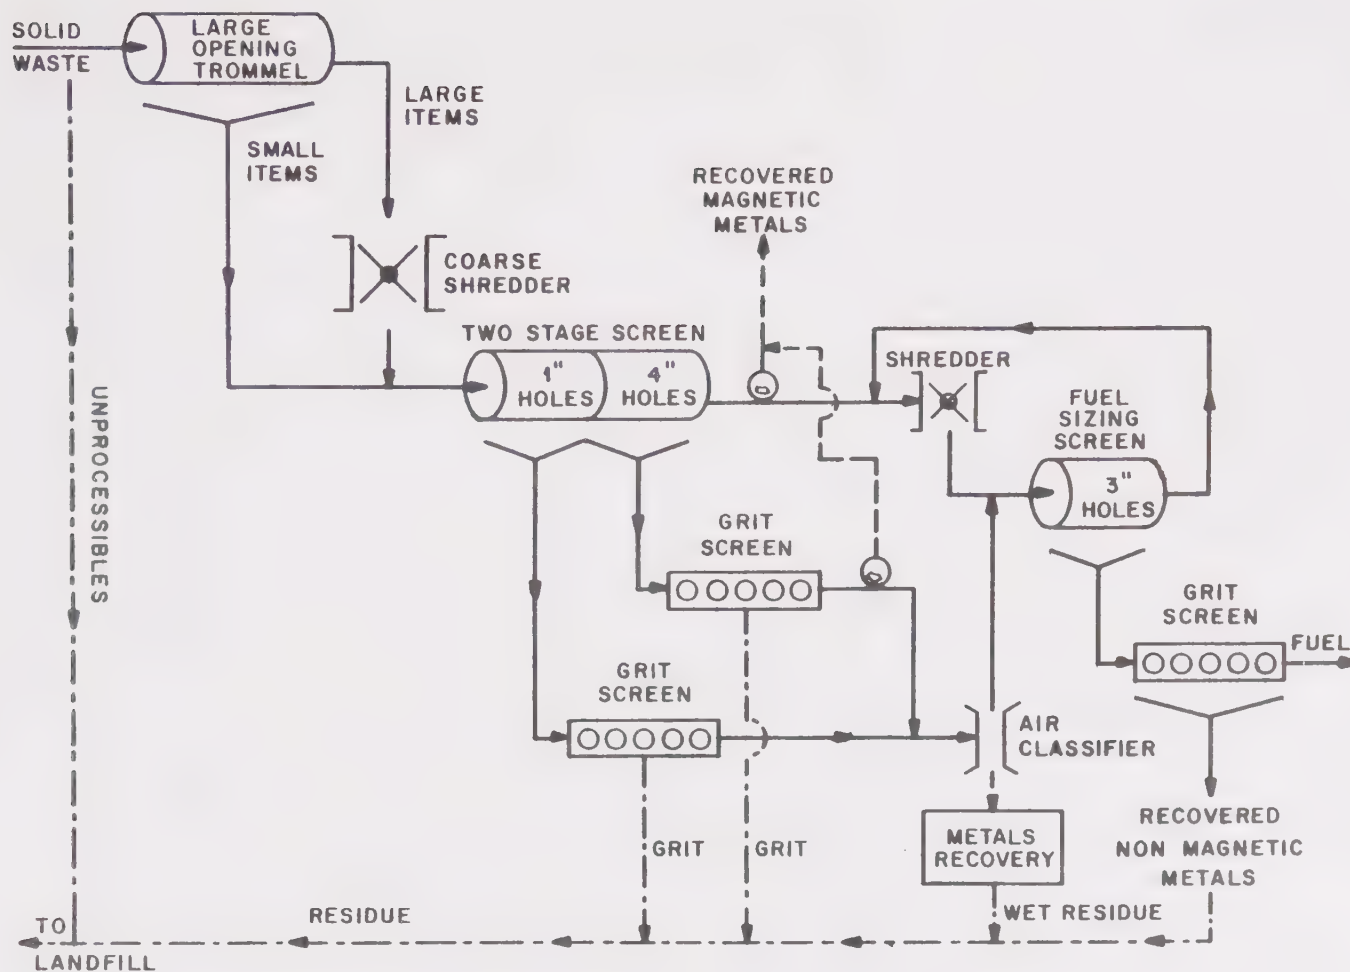 SOLID
WASTE
LARGE
OPENING
TROMMEL
LARGE
ITEMS
SMALL
ITEMS
COARSE
SHREDDER
RECOVERED
MAGNETIC
METALS
TWO STAGE SCREEN
1"
HOLES
4"
HOLES
SHREDDER
FUEL
SIZING
SCREEN
3"
HOLES
UNPROCESSIBLES
GRIT
SCREEN
GRIT
SCREEN
GRIT
SCREEN
FUEL
AIR
CLASSIFIER
METALS
RECOVERY
RECOVERED
NON MAGNETIC
METALS
GRIT
GRIT
WET RESIDUE
RESIDUE
TO
LANDFILL